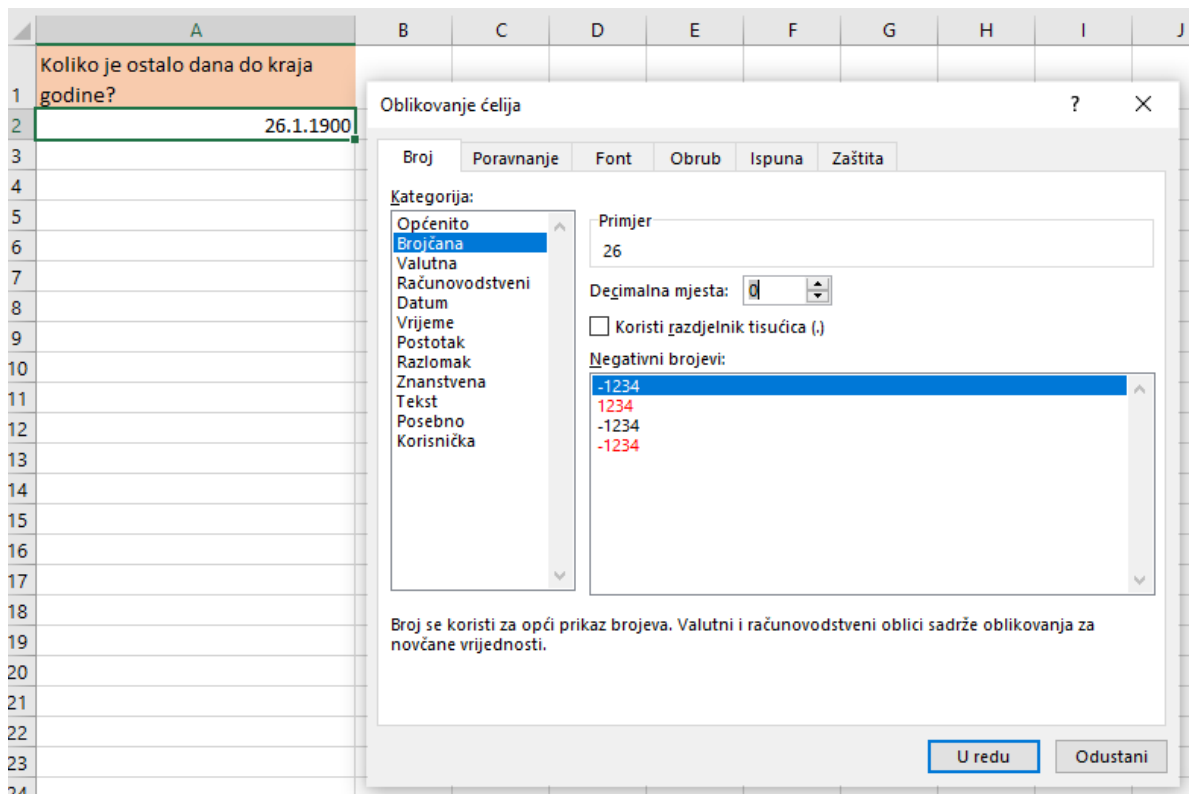 A B C D E F G H I J
Koliko je ostalo dana do kraja
1 godine?
2 26.1.1900
3
4
5
6
7
8
9
10
11
12
13
14
15
16
17
18
19
20
21
22
23
24
Oblikovanje ćelija ? ×
Broj Poravnanje Font Obrub Ispuna Zaštita
Kategorija:
Općenito
Brojčana
Valutna
Računovodstveni
Datum
Vrijeme
Postotak
Razlomak
Znanstvena
Tekst
Posebno
Korisnička
Primjer
26
Decimalna mjesta: 0
Koristi razdjelnik tisućica (.)
Negativni brojevi:
-1234
1234
-1234
-1234
Broj se koristi za opći prikaz brojeva. Valutni i računovodstveni oblici sadrže oblikovanja za
novčane vrijednosti.
U redu Odustani